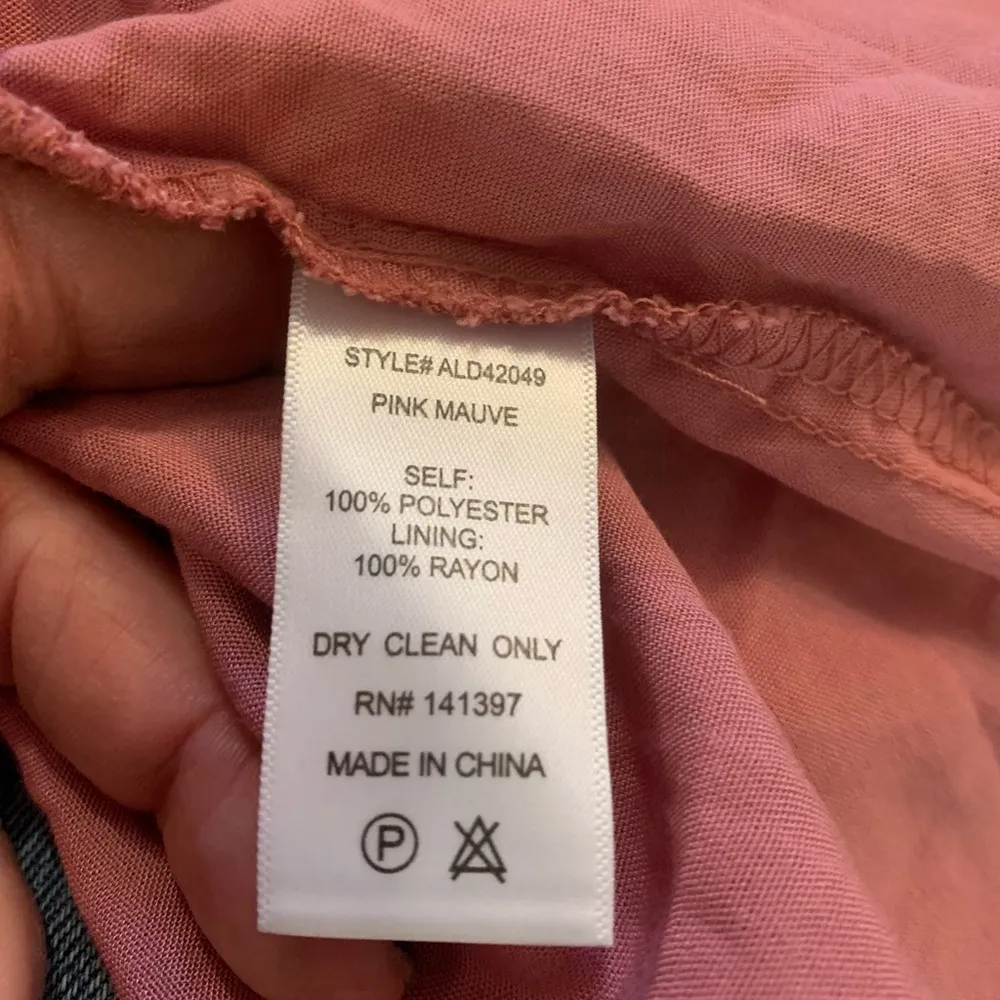 STYLE# ALD42049
PINK MAUVE
SELF:
100% POLYESTER
LINING:
100% RAYON
DRY CLEAN ONLY
RN# 141397
MADE IN CHINA
P